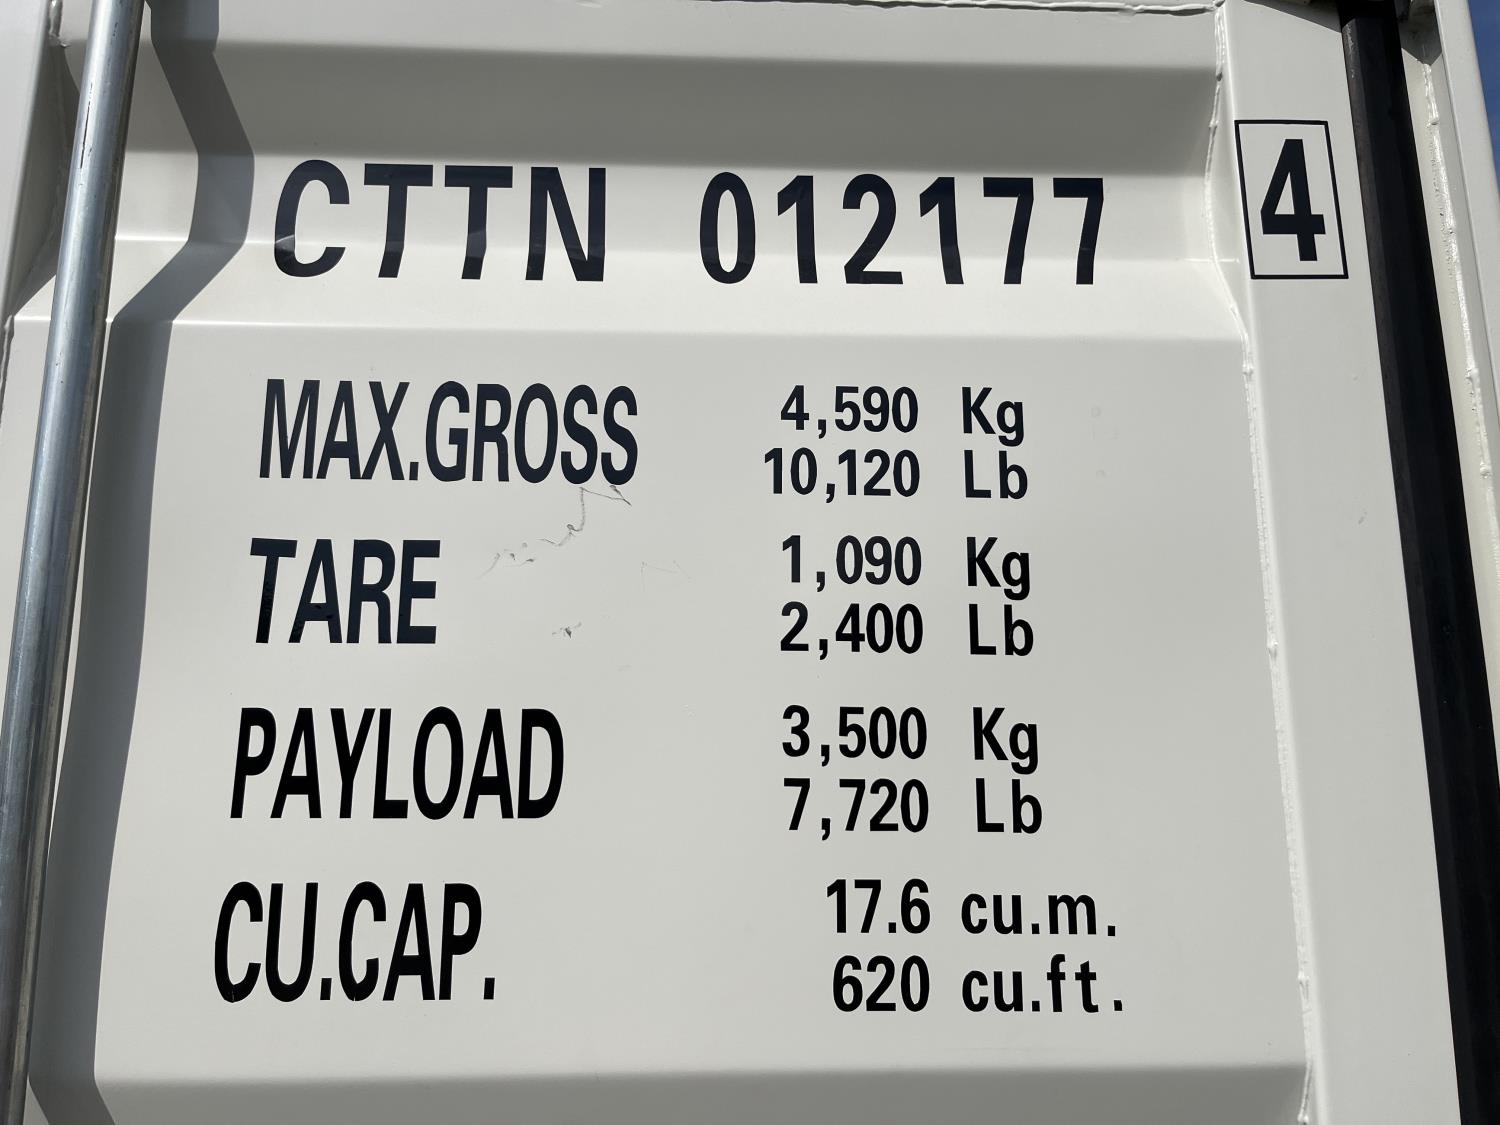 CTTN 012177 4
MAX.GROSS 4,590 Kg
10,120 Lb
TARE 1,090 Kg
2,400 Lb
PAYLOAD 3,500 Kg
7,720 Lb
CU.CAP. 17.6 cu.m.
620 cu.ft.